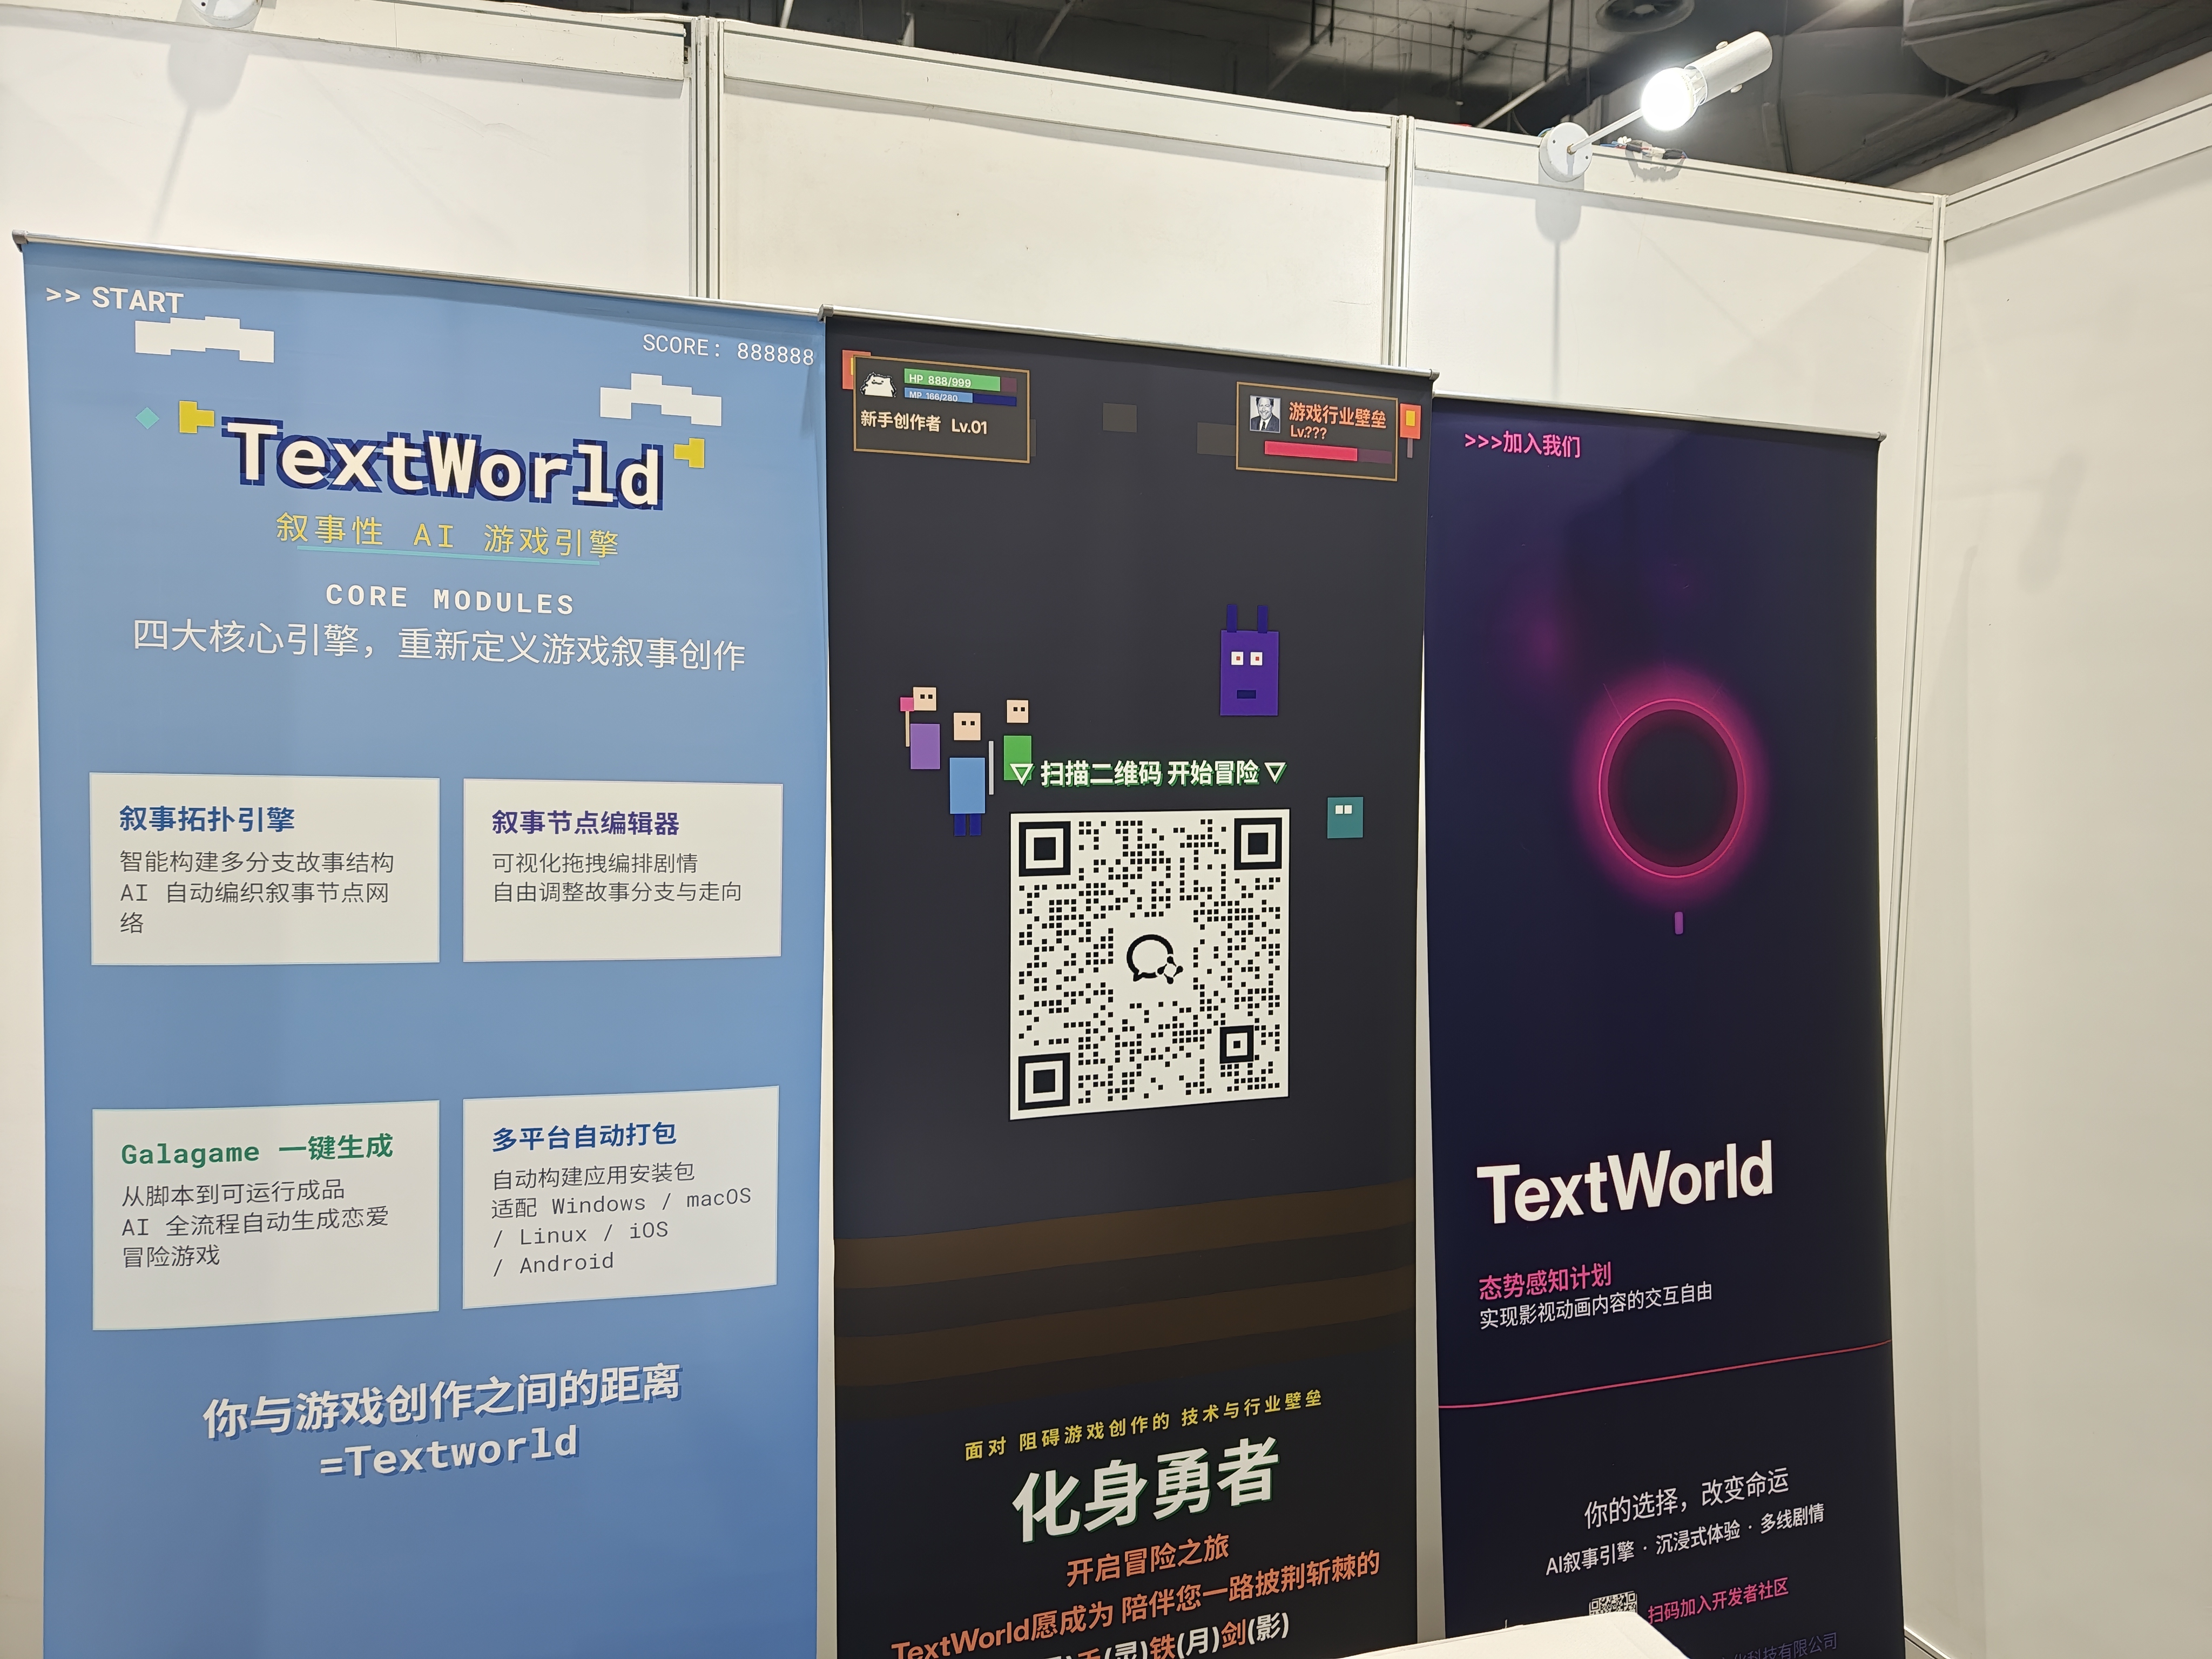 >> START
SCORE: 888888
TextWorld
叙事性 AI 游戏引擎
CORE MODULES
四大核心引擎，重新定义游戏叙事创作
叙事拓扑引擎
智能构建多分支故事结构
AI 自动编织叙事节点网
络
叙事节点编辑器
可视化拖拽编排剧情
自由调整故事分支与走向
Galagame 一键生成
从脚本到可运行成品
AI 全流程自动生成恋爱
冒险游戏
多平台自动打包
自动构建应用安装包
适配 Windows / macOS
/ Linux / iOS
/ Android
你与游戏创作之间的距离
=Textworld
HP 888/999
MP 166/280
新手创作者 Lv.01
游戏行业壁垒
Lv.???
▽ 扫描二维码 开始冒险 ▽
面对 阻碍游戏创作的 技术与行业壁垒
化身勇者
开启冒险之旅
TextWorld愿成为 陪伴您一路披荆斩棘的
(灵)铁(月)剑(影)
>>>加入我们
TextWorld
态势感知计划
实现影视动画内容的交互自由
你的选择，改变命运
AI叙事引擎 · 沉浸式体验 · 多线剧情
扫码加入开发者社区
科技有限公司